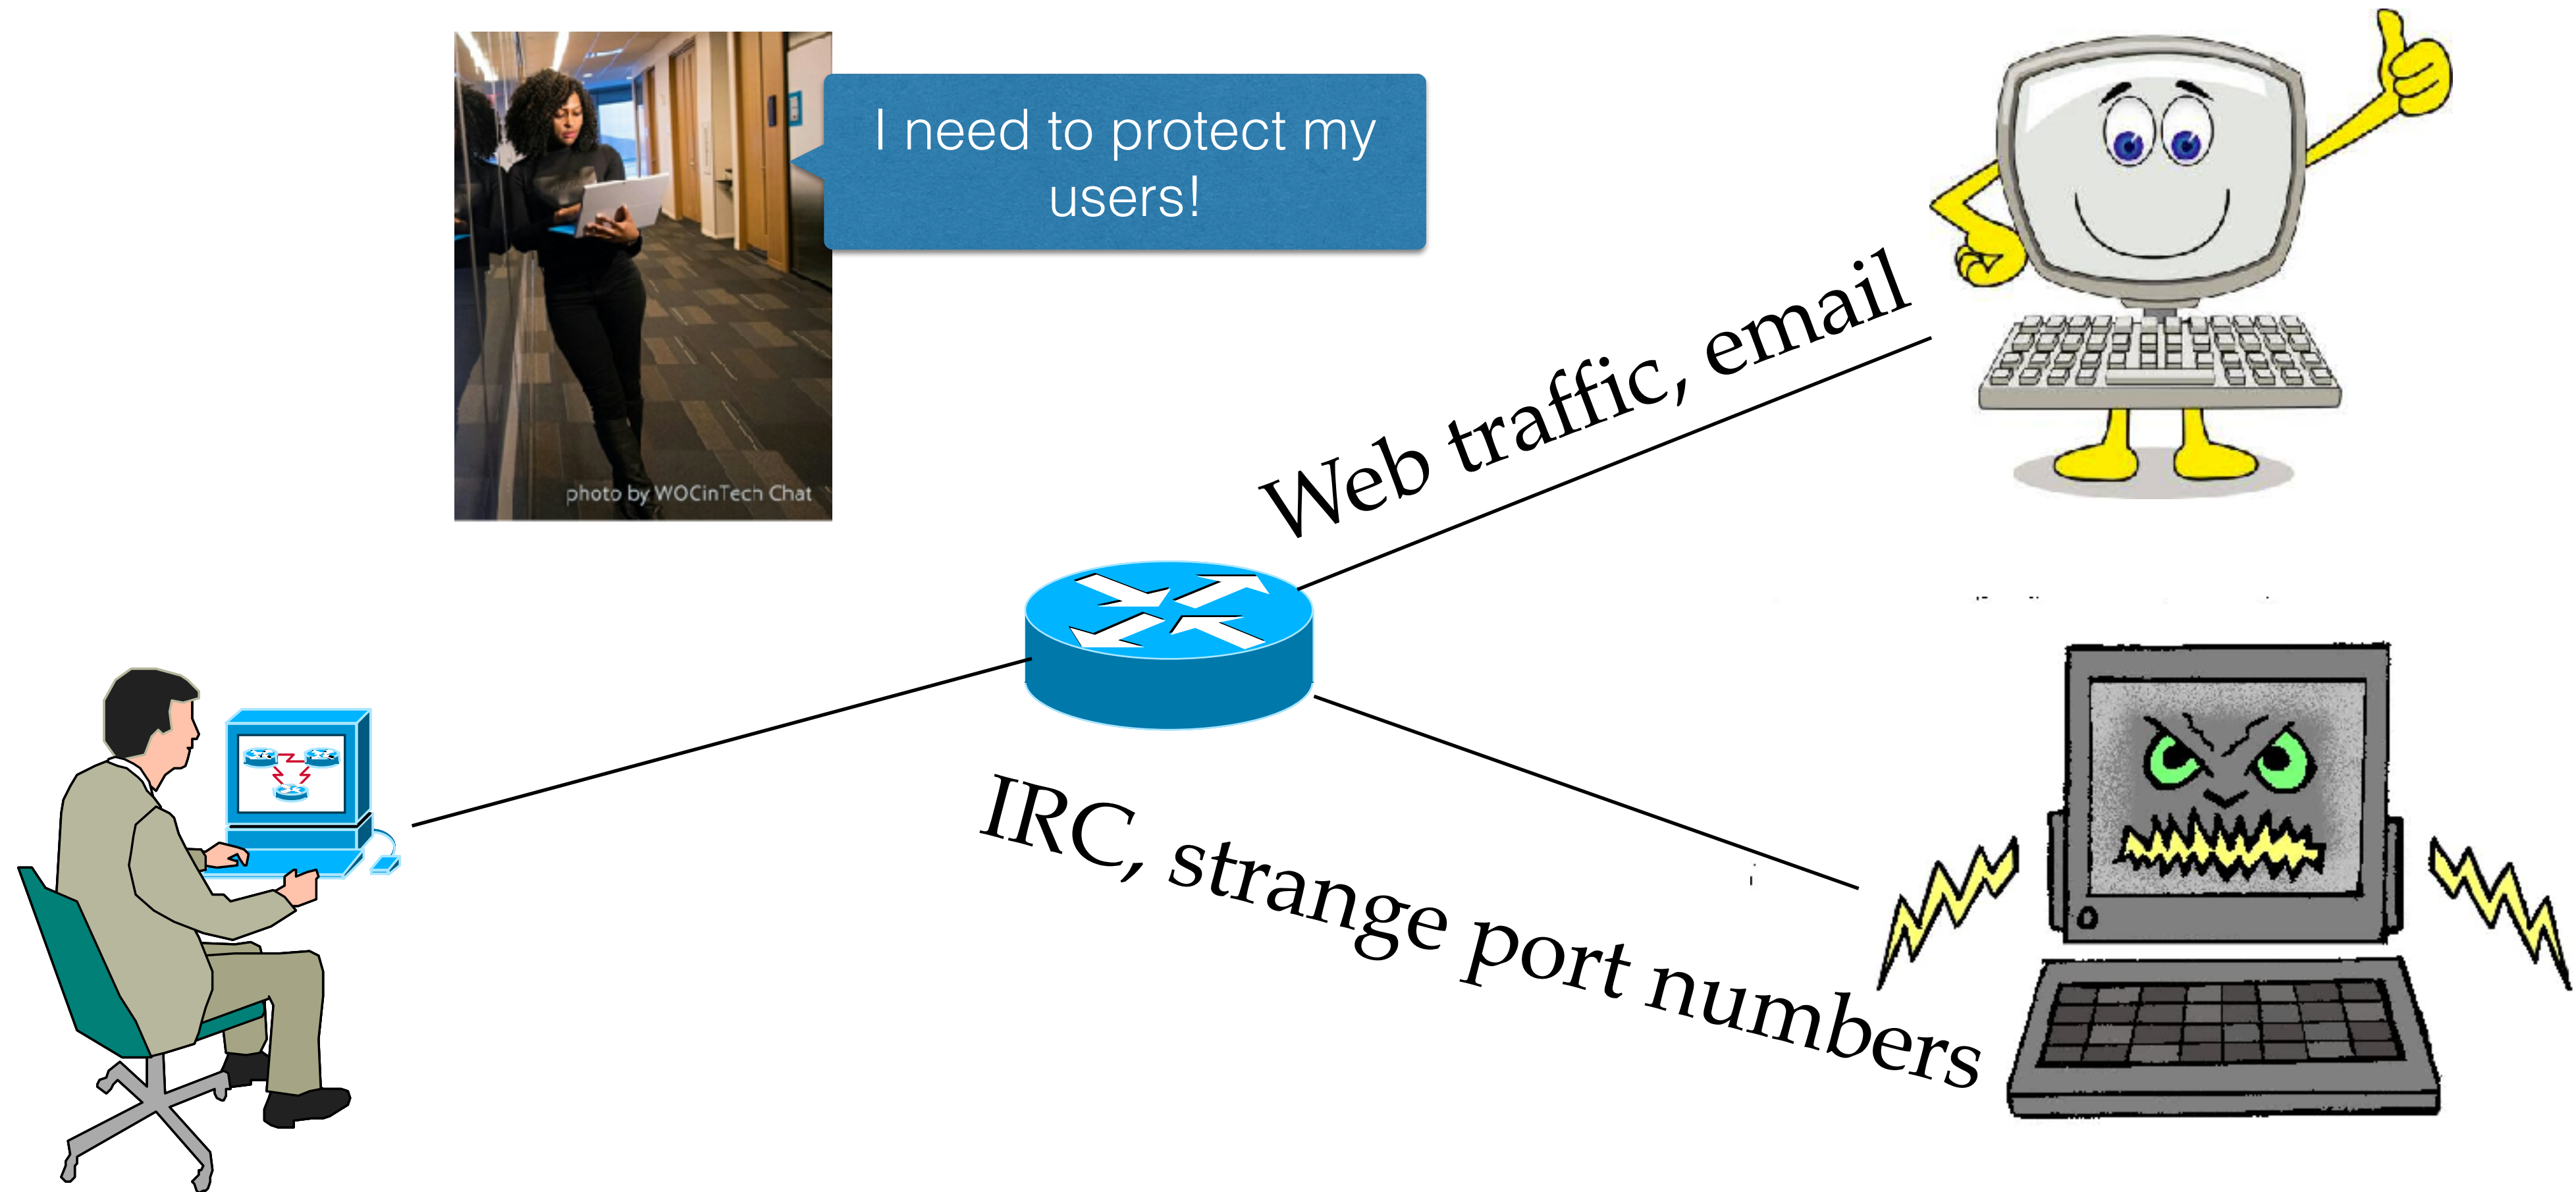 I need to protect my
users!
photo by WOCinTech Chat
Web traffic, email
IRC, strange port numbers